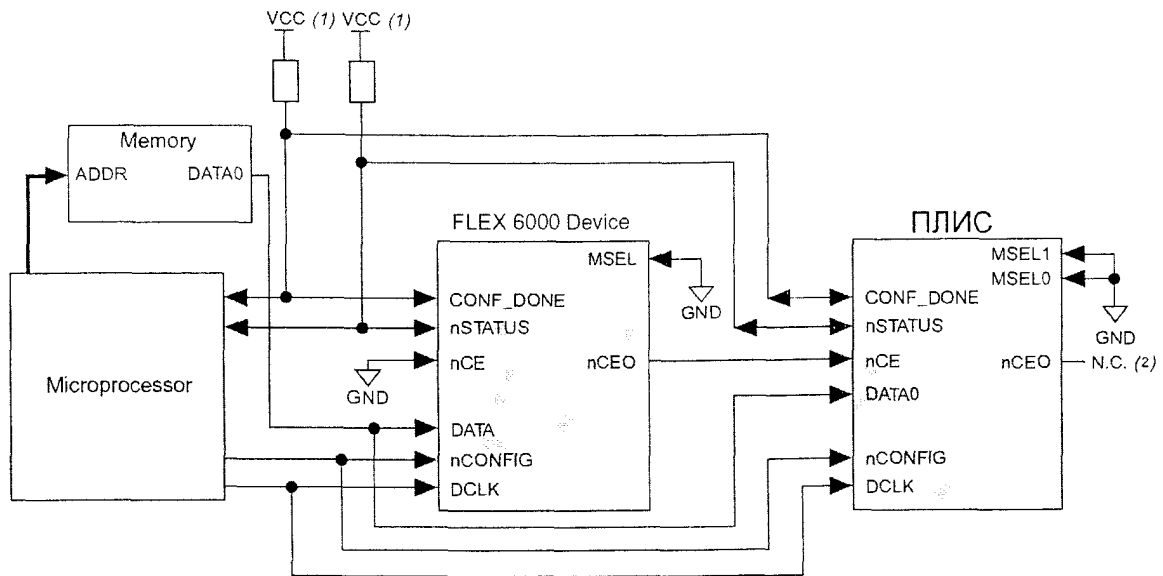 VCC (1) VCC (1)
Memory
ADDR DATA0
Microprocessor
FLEX 6000 Device
MSEL
GND
CONF_DONE
nSTATUS
nCE nCEO
GND
DATA
nCONFIG
DCLK
ПЛИС
MSEL1
MSEL0
GND
CONF_DONE
nSTATUS
nCE nCEO N.C. (2)
DATA0
nCONFIG
DCLK